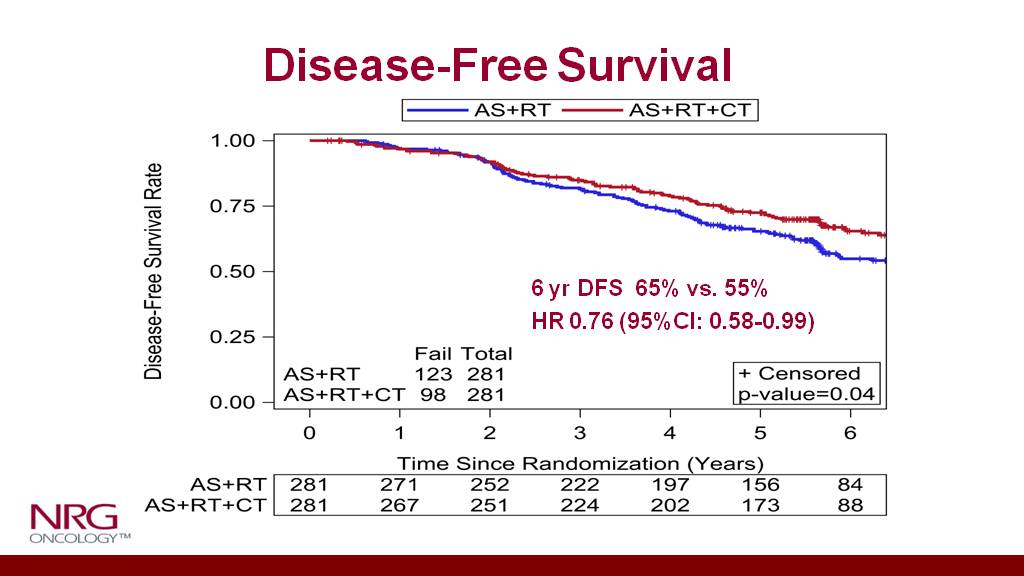 Disease-Free Survival
AS+RT AS+RT+CT
1.00
0.75
0.50
0.25
0.00
Disease-Free Survival Rate
6 yr DFS 65% vs. 55%
HR 0.76 (95%CI: 0.58-0.99)
Fail Total
AS+RT 123 281
AS+RT+CT 98 281
+ Censored
p-value=0.04
0 1 2 3 4 5 6
Time Since Randomization (Years)
AS+RT 281 271 252 222 197 156 84
AS+RT+CT 281 267 251 224 202 173 88
NRG
ONCOLOGY™